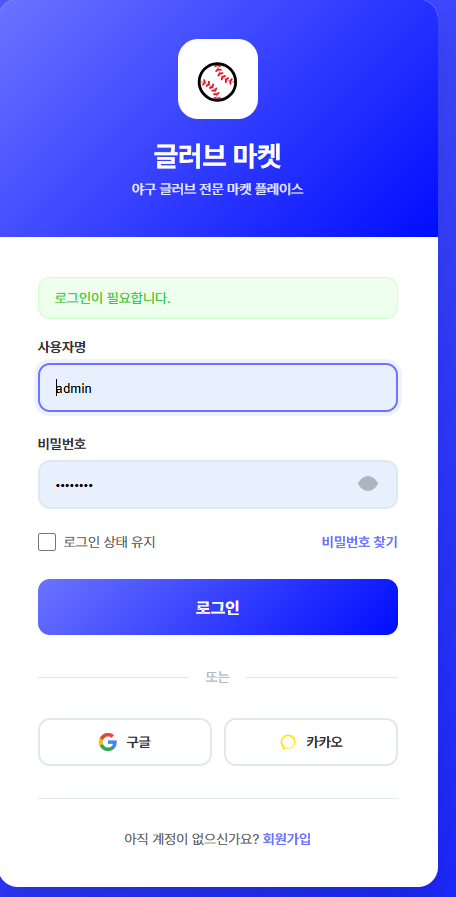 글러브 마켓
야구 글러브 전문 마켓 플레이스
로그인이 필요합니다.
사용자명
admin
비밀번호
••••••••
로그인 상태 유지 비밀번호 찾기
로그인
또는
구글 카카오
아직 계정이 없으신가요? 회원가입